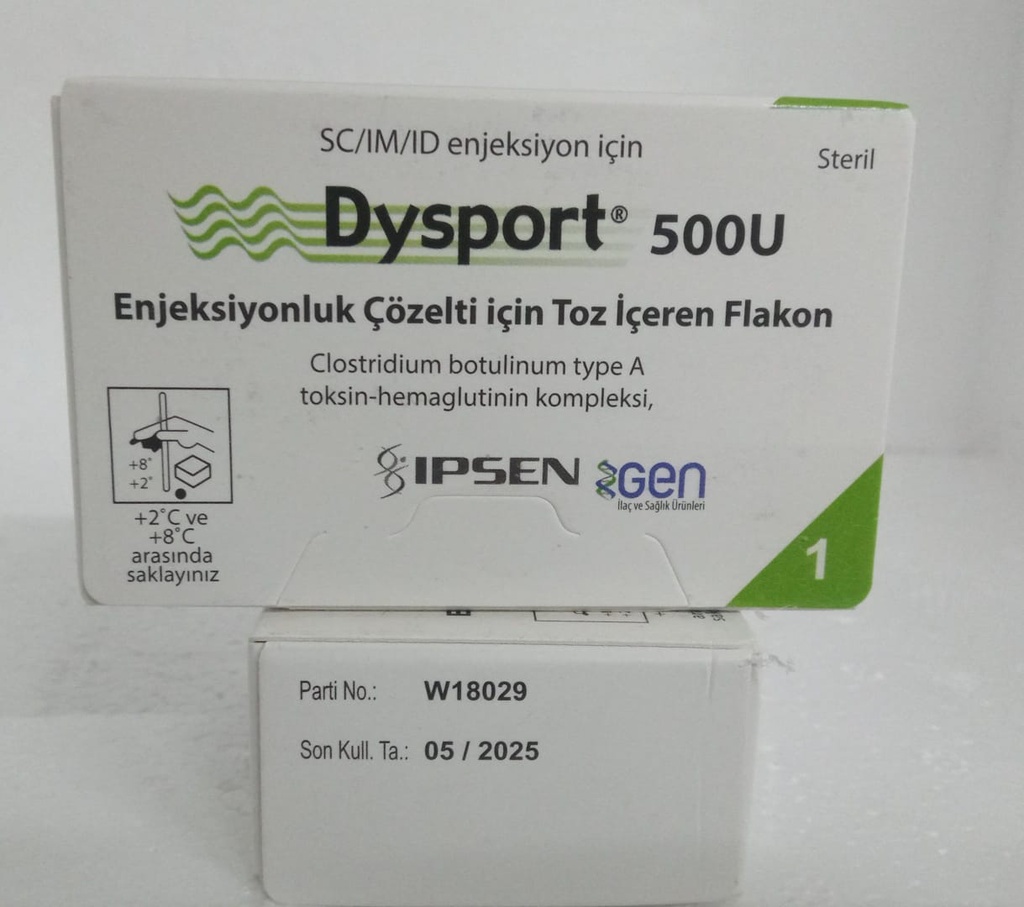 SC/IM/ID enjeksiyon için
Steril
Dysport® 500U
Enjeksiyonluk Çözelti için Toz İçeren Flakon
Clostridium botulinum type A
toksin-hemaglutinin kompleksi,
+8°
+2°
IPSEN
GEN
İlaç ve Sağlık Ürünleri
+2°C ve
+8°C
arasında
saklayınız
1
Parti No.: W18029
Son Kull. Ta.: 05 / 2025